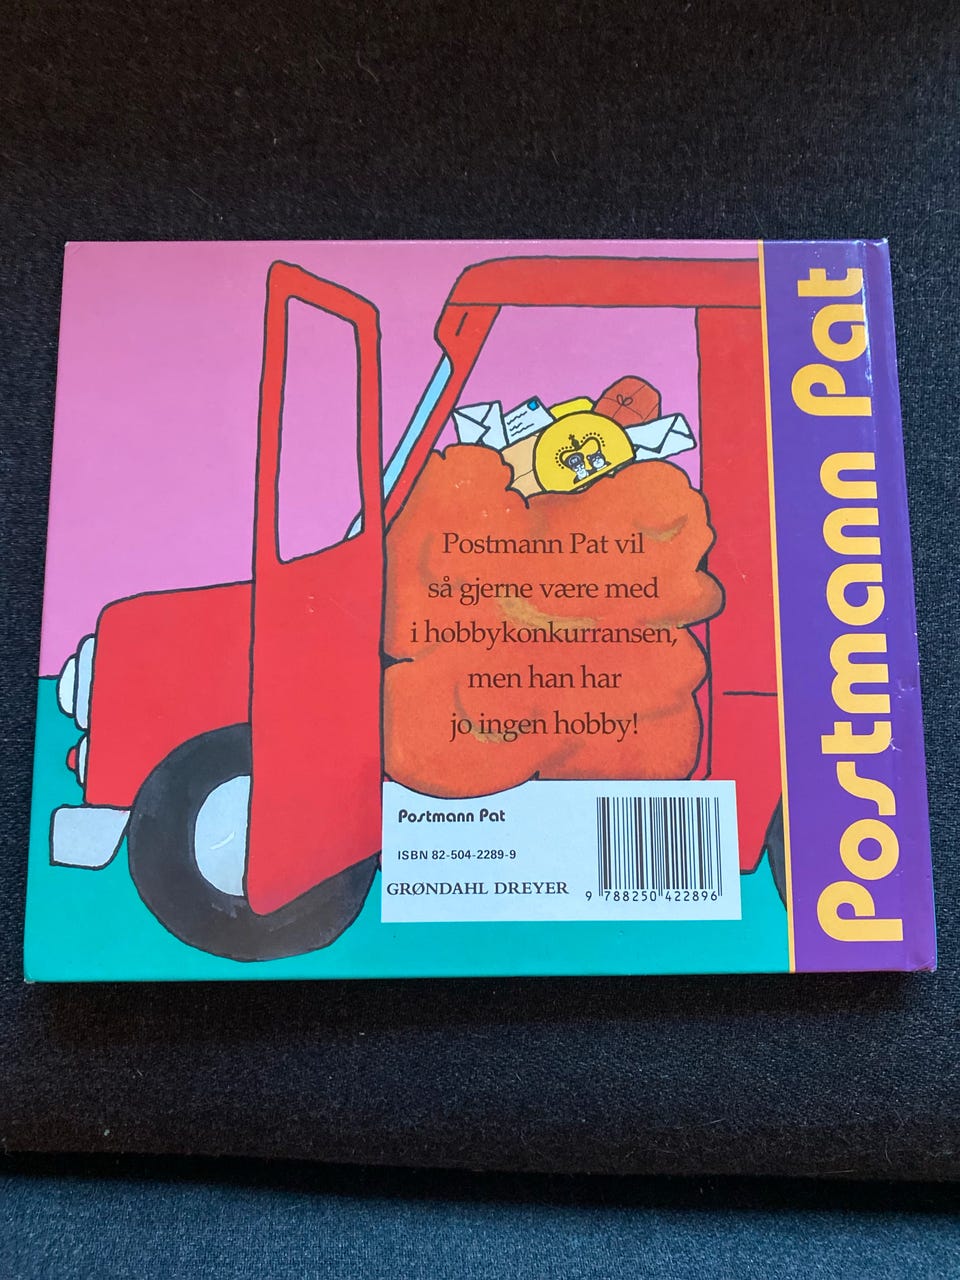 Postmann Pat vil
så gjerne være med
i hobbykonkurransen,
men han har
jo ingen hobby!
Postmann Pat
ISBN 82-504-2289-9
GRØNDAHL DREYER
9 788250 422896
Postmann Pat